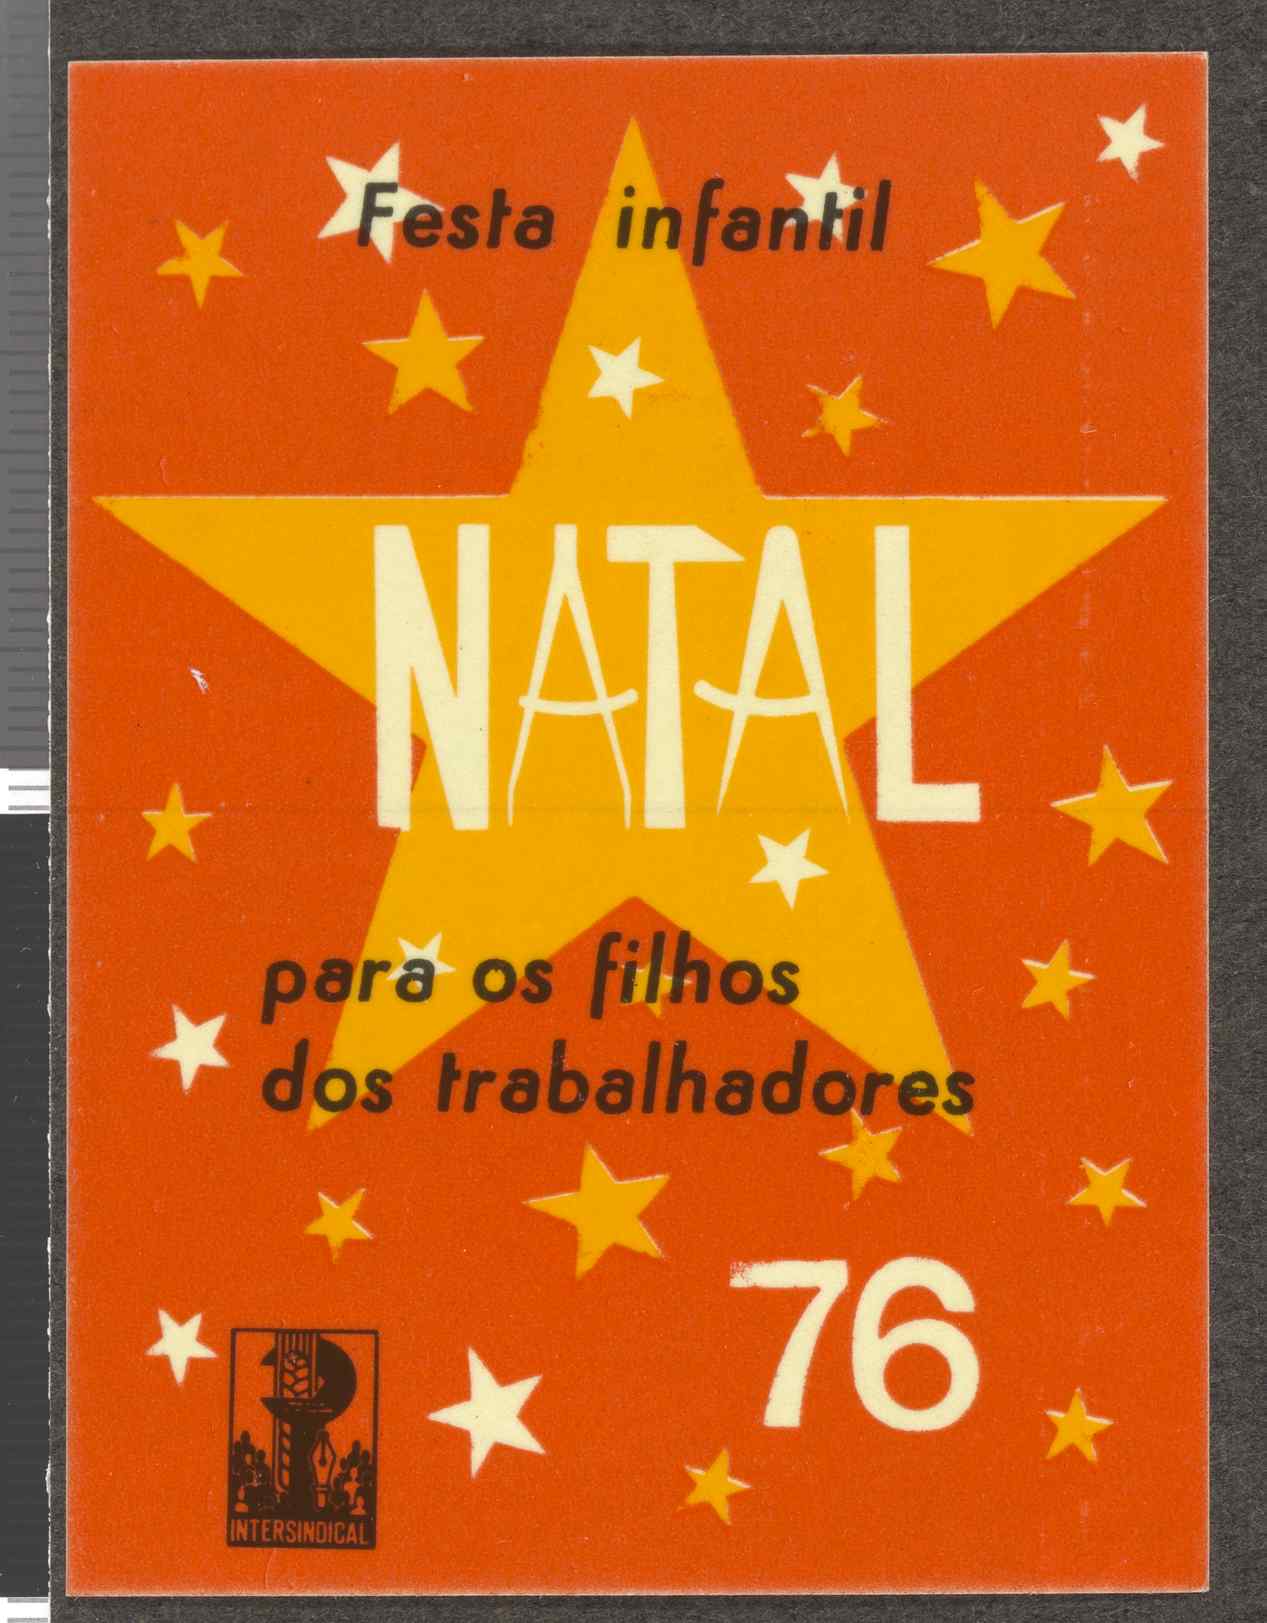 Festa infantil
NATAL
para os filhos
dos trabalhadores
76
INTERSINDICAL